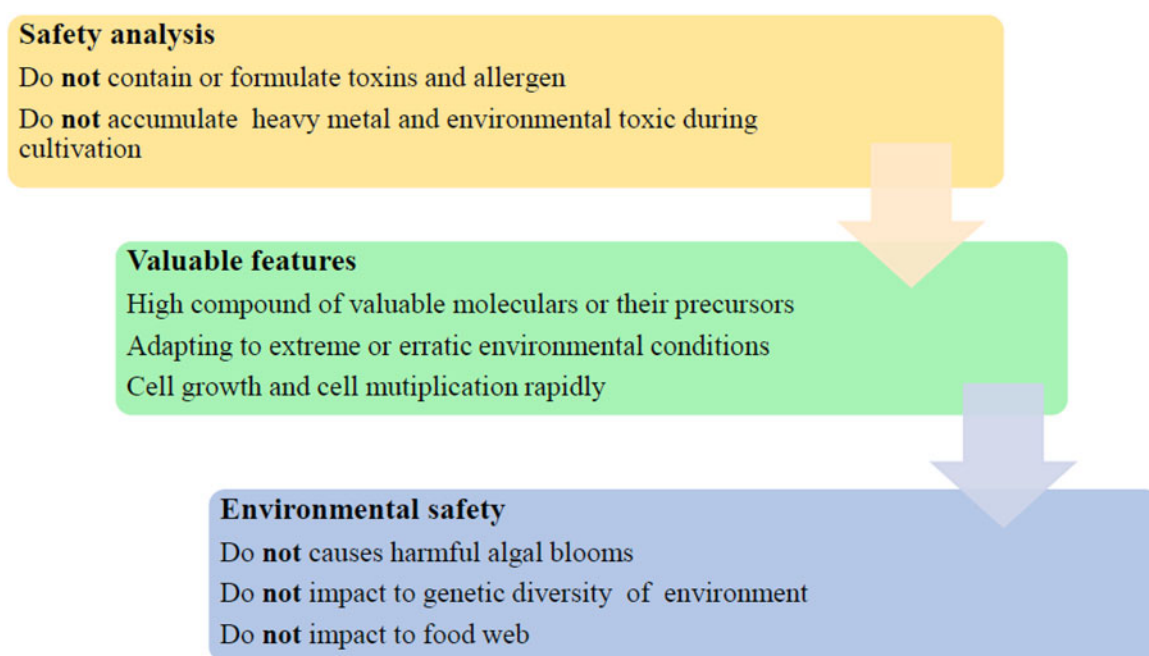 Safety analysis
Do not contain or formulate toxins and allergen
Do not accumulate heavy metal and environmental toxic during
cultivation
Valuable features
High compound of valuable moleculars or their precursors
Adapting to extreme or erratic environmental conditions
Cell growth and cell mutiplication rapidly
Environmental safety
Do not causes harmful algal blooms
Do not impact to genetic diversity of environment
Do not impact to food web